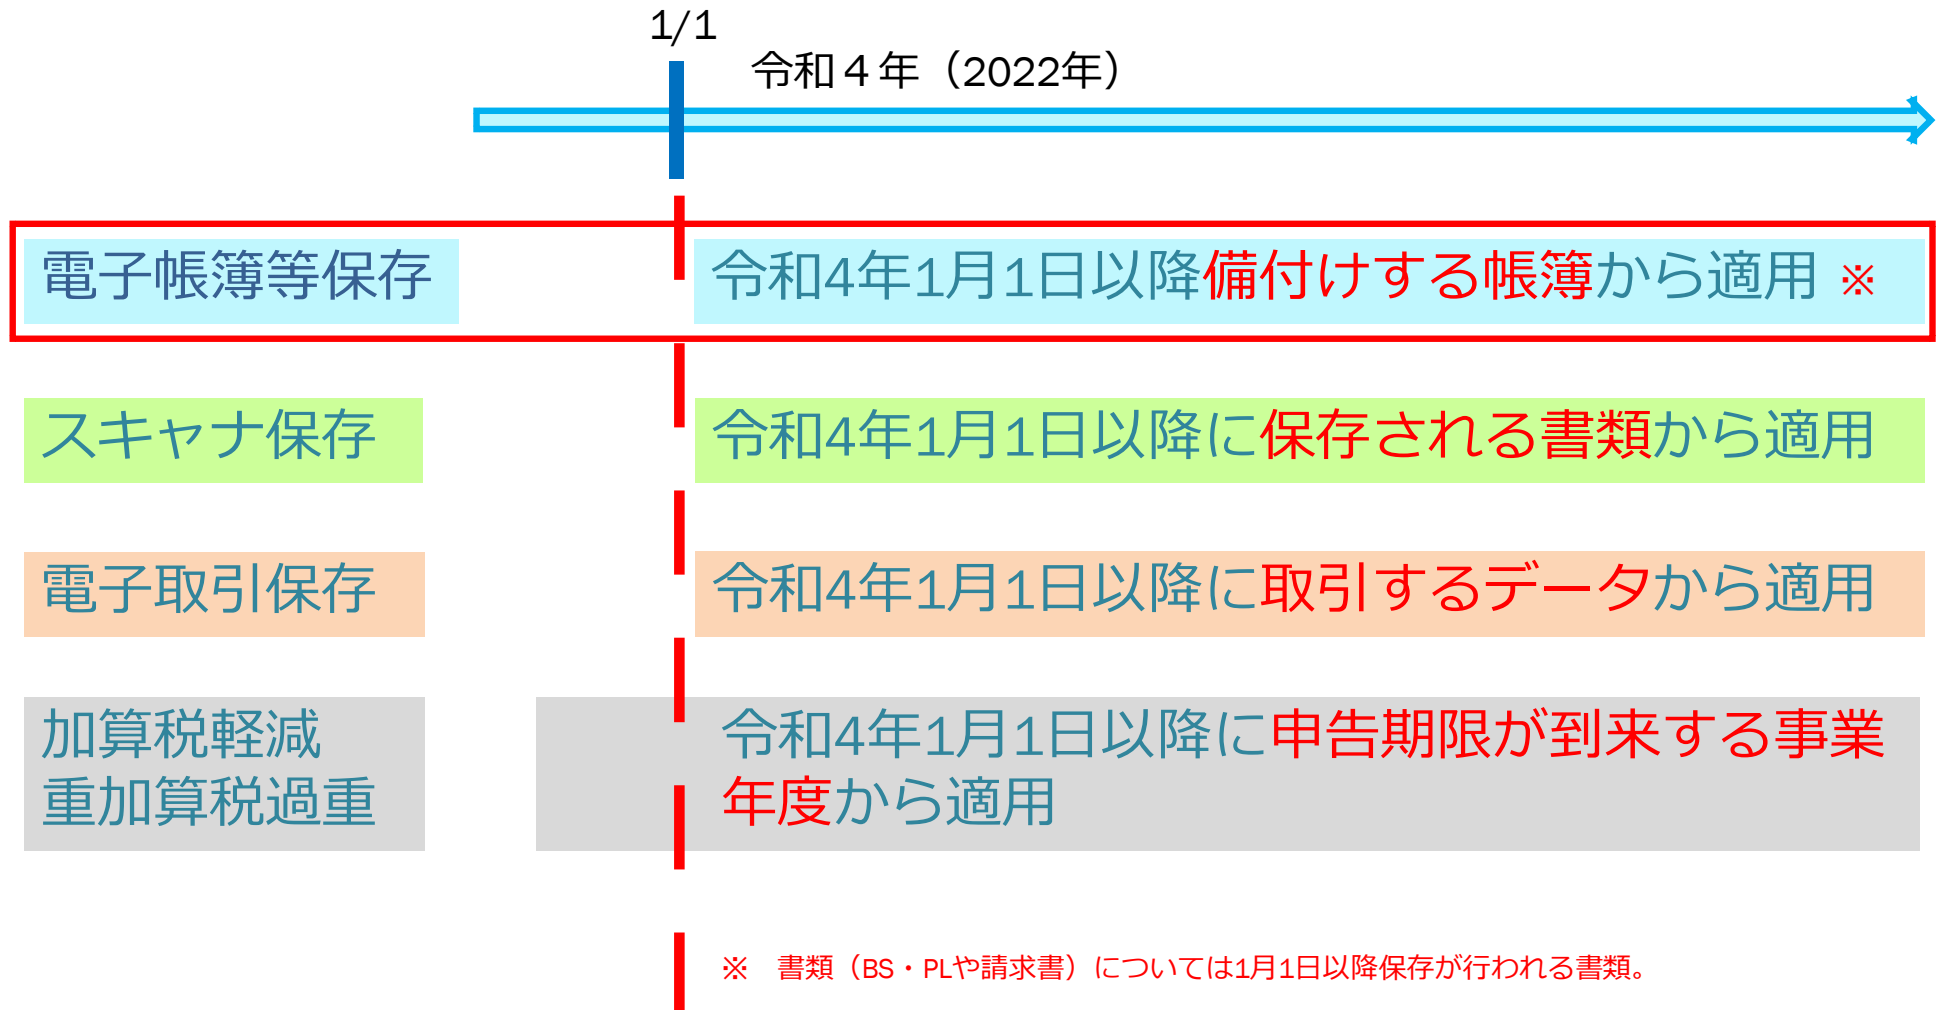 1/1
令和４年（2022年）
電子帳簿等保存
令和4年1月1日以降備付けする帳簿から適用 ※
スキャナ保存
令和4年1月1日以降に保存される書類から適用
電子取引保存
令和4年1月1日以降に取引するデータから適用
加算税軽減
重加算税過重
令和4年1月1日以降に申告期限が到来する事業
年度から適用
※　書類（BS・PLや請求書）については1月1日以降保存が行われる書類。